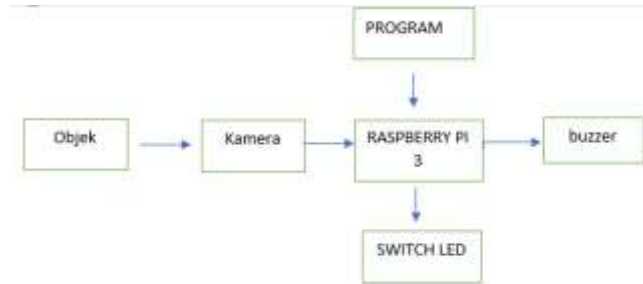 PROGRAM
Objek
Kamera
RASPBERRY PI
3
buzzer
SWITCH LED